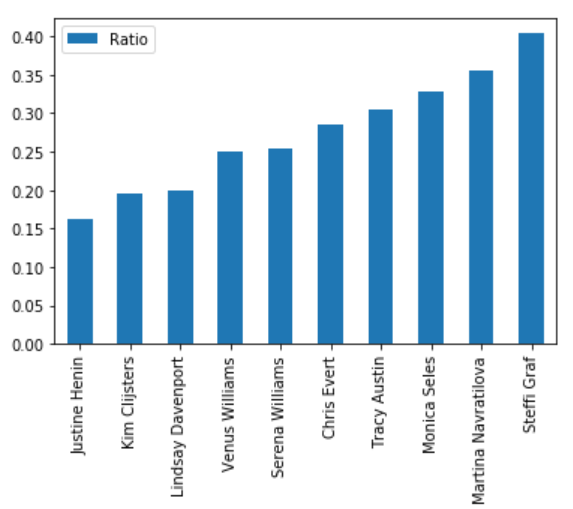 Ratio
0.40
0.35
0.30
0.25
0.20
0.15
0.10
0.05
0.00
Justine Henin
Kim Clijsters
Lindsay Davenport
Venus Williams
Serena Williams
Chris Evert
Tracy Austin
Monica Seles
Martina Navratilova
Steffi Graf